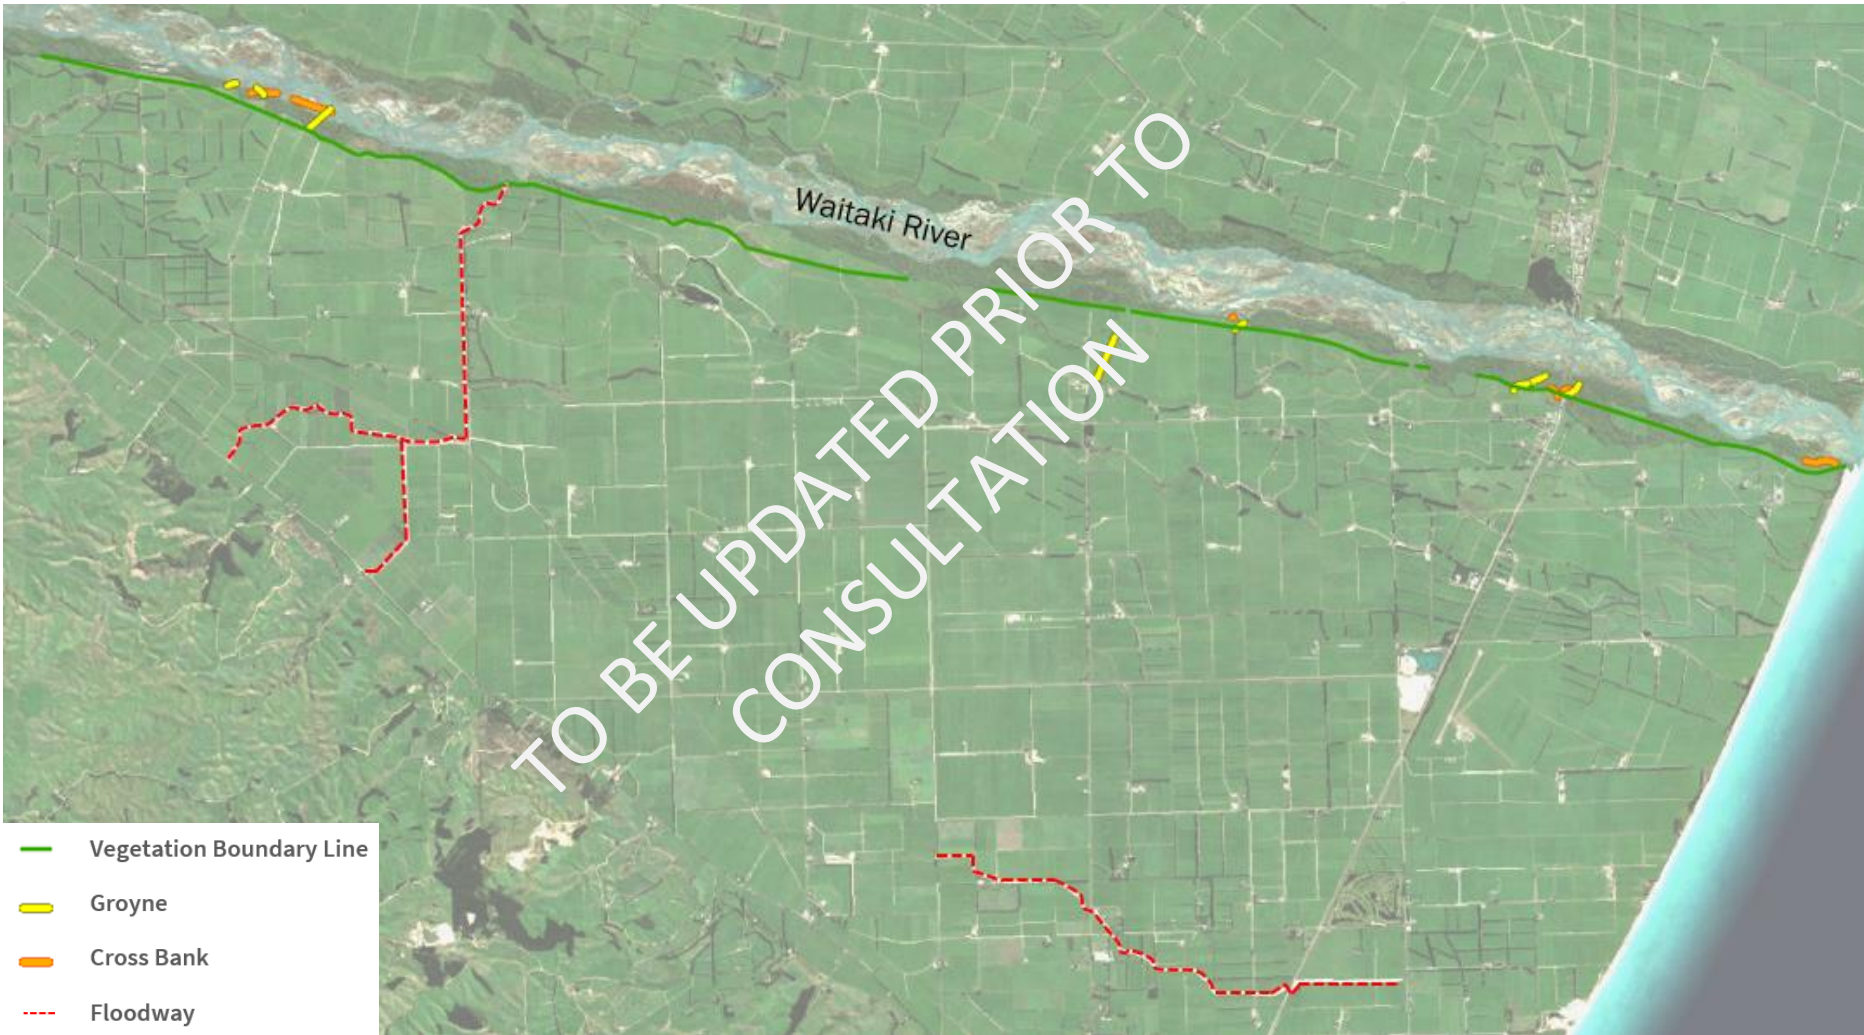 Waitaki River
TO BE UPDATED PRIOR TO
CONSULTATION
Vegetation Boundary Line
Groyne
Cross Bank
Floodway